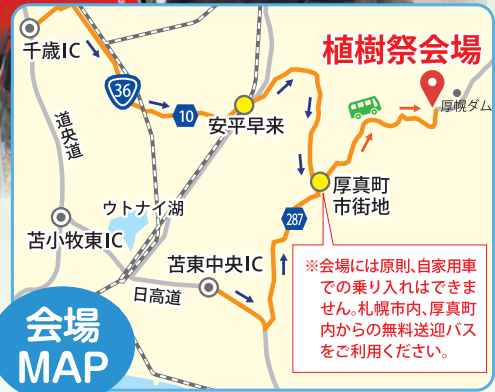 千歳IC
植樹祭会場
36
10
安平早来
厚幌ダム
道央道
ウトナイ湖
厚真町
市街地
287
苫小牧東IC
苫東中央IC
日高道
※会場には原則、自家用車
での乗り入れはできま
せん。札幌市内、厚真町
内からの無料送迎バス
をご利用ください。
会場
MAP